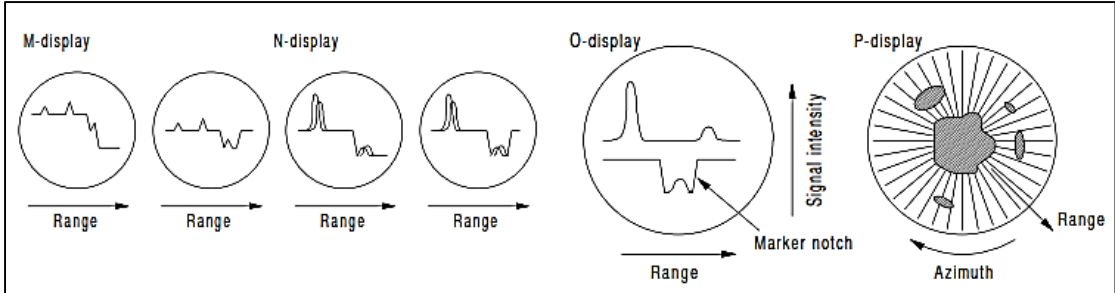 M-display
N-display
O-display
P-display
Signal intensity
Range
Range
Range
Range
Marker notch
Range
Range
Azimuth